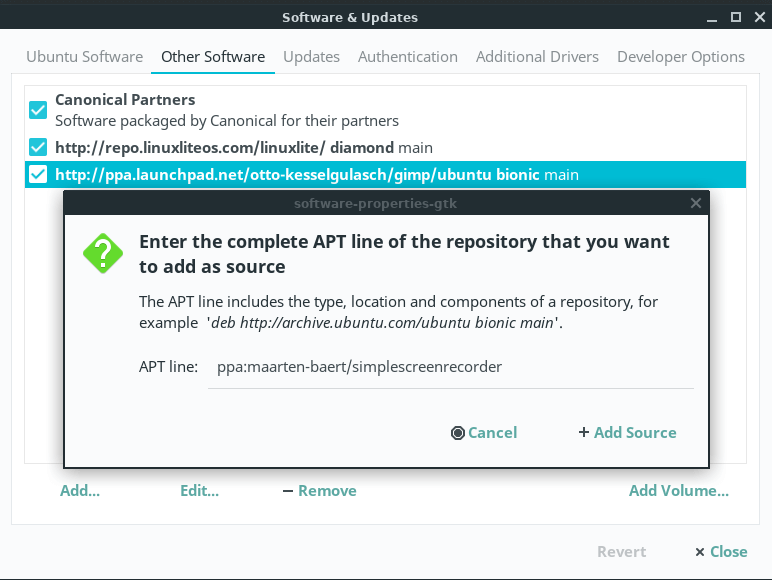 Software & Updates
Ubuntu Software Other Software Updates Authentication Additional Drivers Developer Options
Canonical Partners
Software packaged by Canonical for their partners
http://repo.linuxliteos.com/linuxlite/ diamond main
http://ppa.launchpad.net/otto-kesselgulasch/gimp/ubuntu bionic main
software-properties-gtk
Enter the complete APT line of the repository that you want
to add as source
The APT line includes the type, location and components of a repository, for
example 'deb http://archive.ubuntu.com/ubuntu bionic main'.
APT line: ppa:maarten-baert/simplescreenrecorder
Cancel + Add Source
Add... Edit... − Remove Add Volume...
Revert × Close